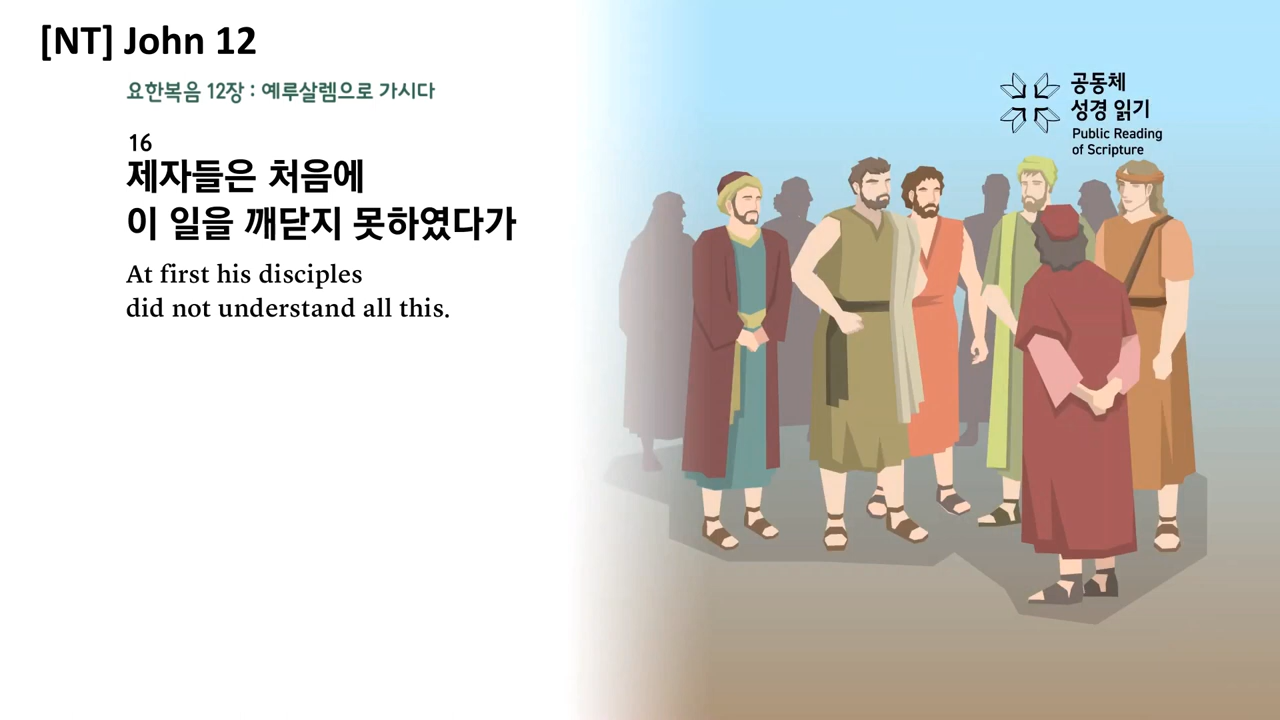 [NT] John 12
요한복음 12장 : 예루살렘으로 가시다
16
제자들은 처음에
이 일을 깨닫지 못하였다가
At first his disciples
did not understand all this.
공동체
성경 읽기
Public Reading
of Scripture